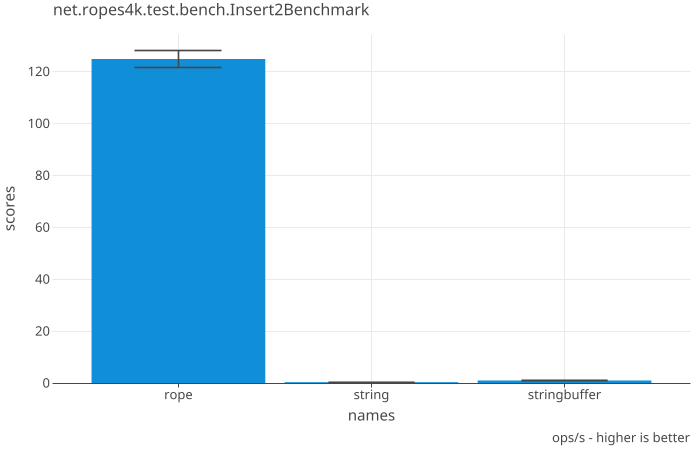 net.ropes4k.test.bench.Insert2Benchmark
120
100
80
60
40
20
0
scores
rope
string
stringbuffer
names
ops/s - higher is better